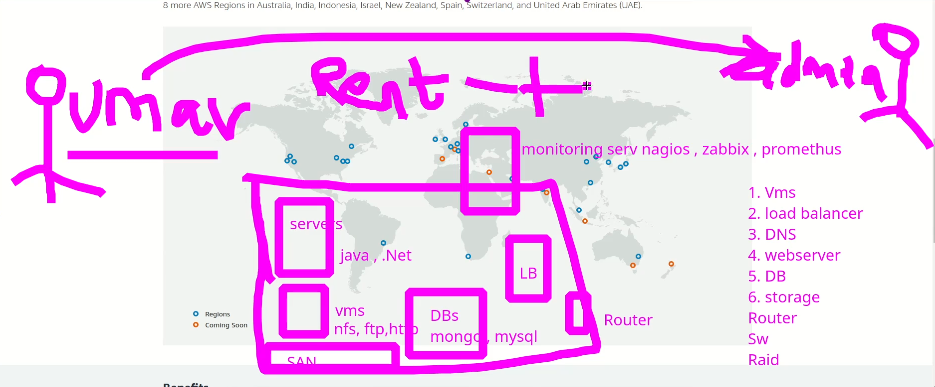 8 more AWS Regions in Australia, India, Indonesia, Israel, New Zealand, Spain, Switzerland, and United Arab Emirates (UAE).
umar
Rent
admin
monitoring serv nagios , zabbix , promethus
1. Vms
2. load balancer
3. DNS
4. webserver
5. DB
6. storage
Router
Sw
Raid
servers
java , .Net
LB
vms
nfs, ftp,http
DBs
mongo, mysql
Router
SAN
Regions
Coming Soon
Benefits